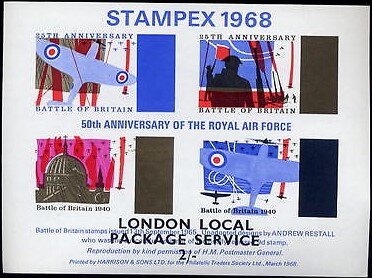 STAMPEX 1968
25th ANNIVERSARY
25th ANNIVERSARY
BATTLE OF BRITAIN
BATTLE OF BRITAIN
50th ANNIVERSARY OF THE ROYAL AIR FORCE
Battle of Britain 1940
Battle of Britain 1940
Battle of Britain stamps issued 13th September 1965. designs by ANDREW RESTALL
LONDON LOCAL
who was stamp.
PACKAGE SERVICE
Reproduction by kind permission of H.M. Postmaster General.
2/-
Printed by HARRISON & SONS LTD. for the Philatelic Traders Society Ltd., March 1968.